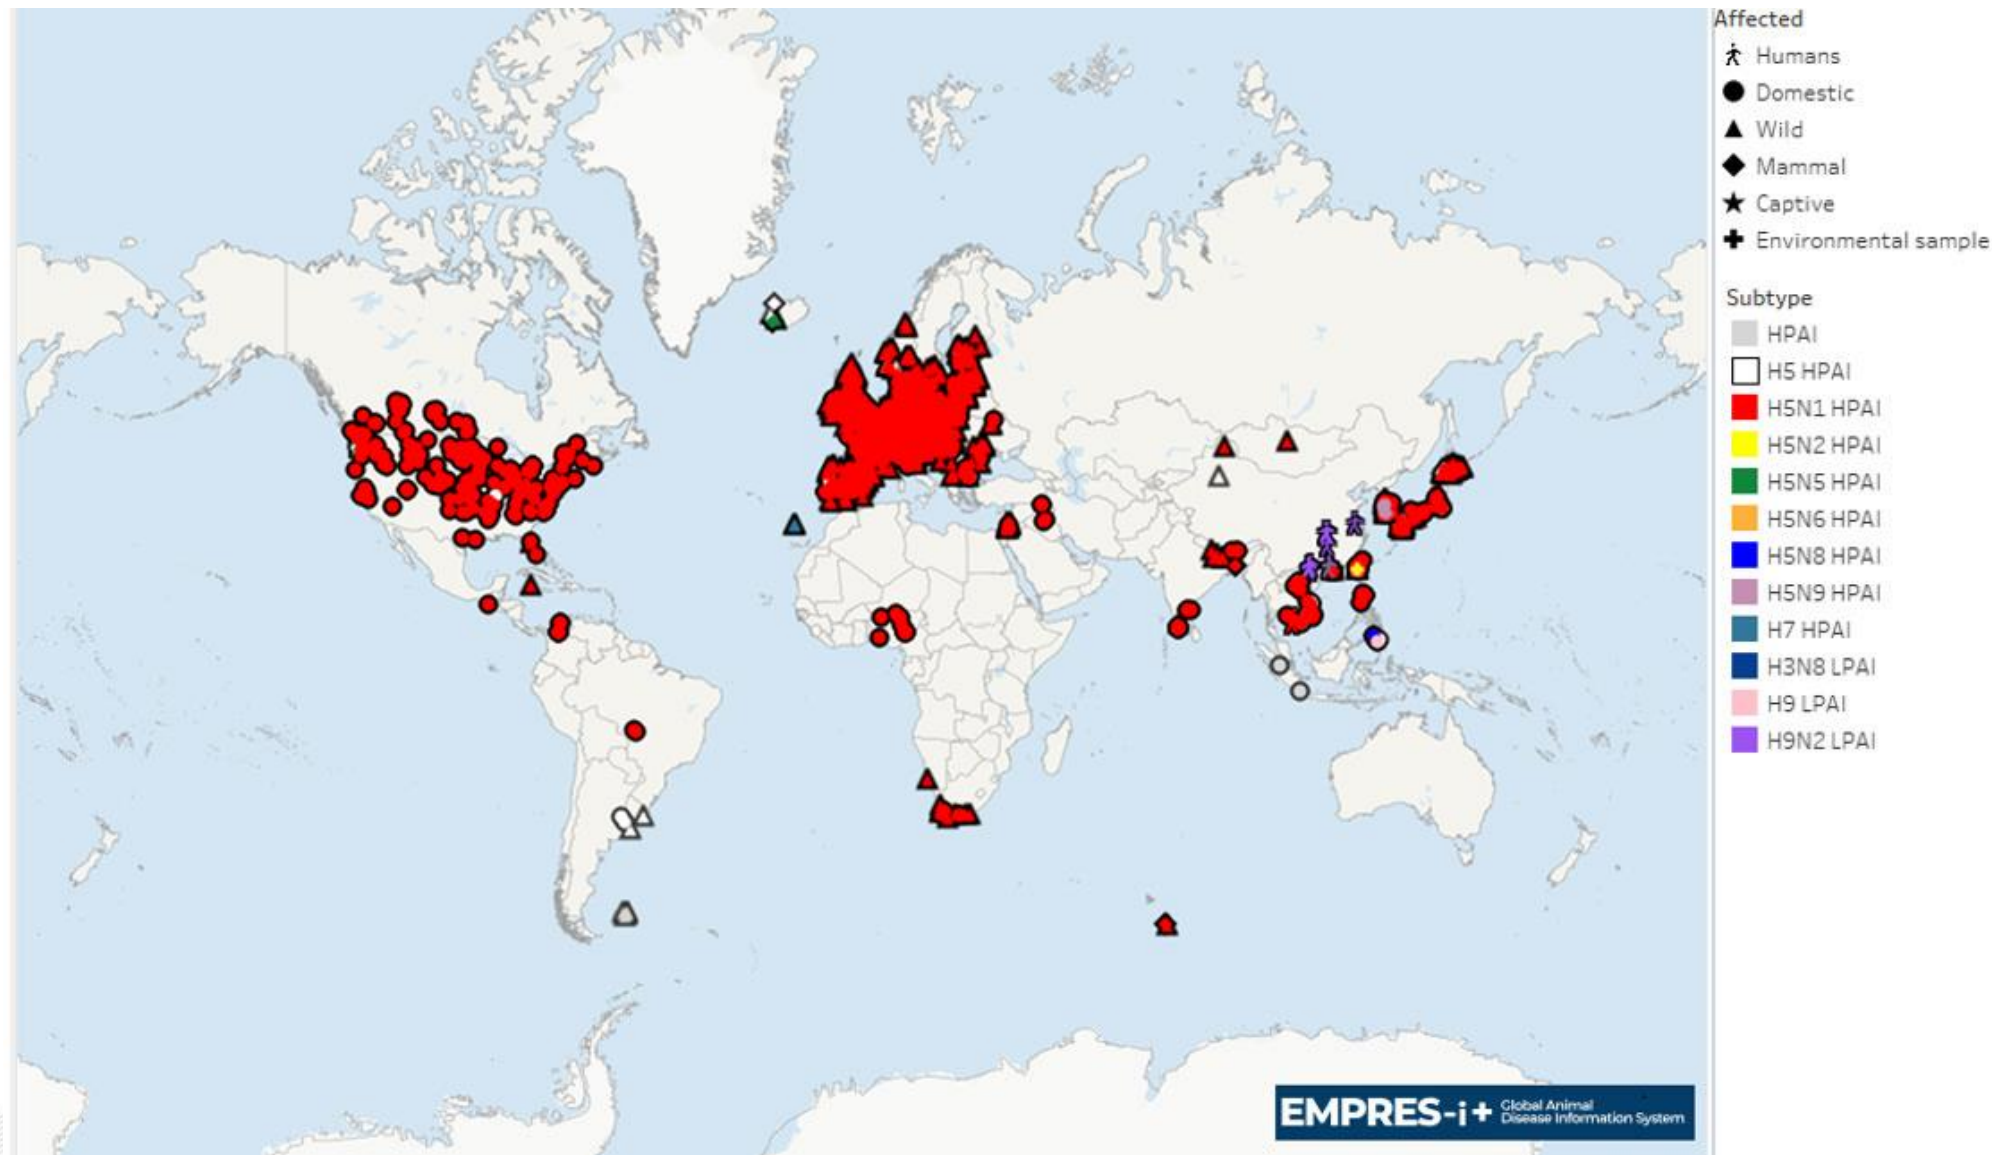 Affected
Humans
Domestic
Wild
Mammal
Captive
Environmental sample
Subtype
HPAI
H5 HPAI
H5N1 HPAI
H5N2 HPAI
H5N5 HPAI
H5N6 HPAI
H5N8 HPAI
H5N9 HPAI
H7 HPAI
H3N8 LPAI
H9 LPAI
H9N2 LPAI
EMPRES-i+ Global Animal
Disease Information System